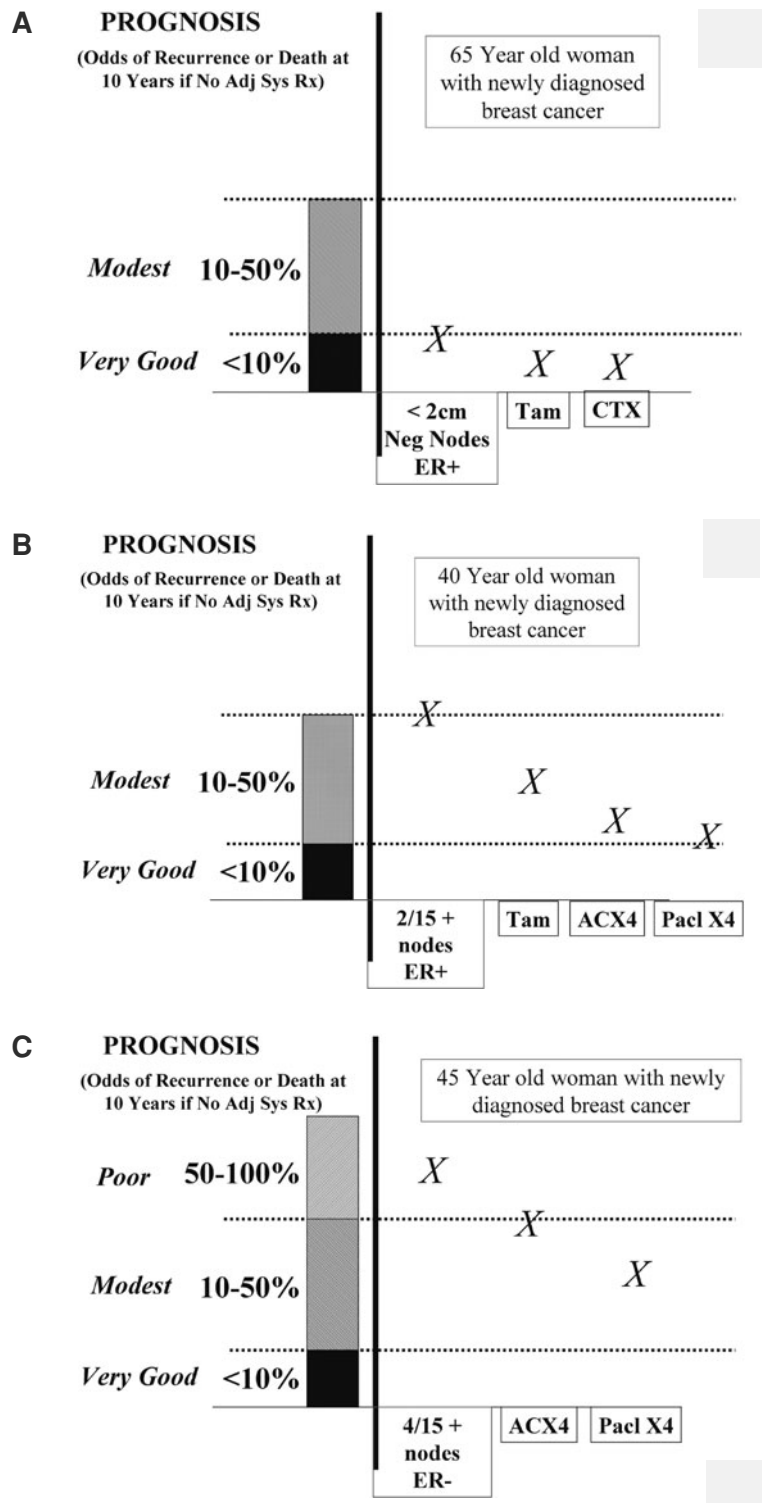 A
PROGNOSIS
(Odds of Recurrence or Death at
10 Years if No Adj Sys Rx)
65 Year old woman
with newly diagnosed
breast cancer
Modest 10-50%
X
Very Good <10%
X
X
< 2cm
Neg Nodes
ER+
Tam
CTX
B
PROGNOSIS
(Odds of Recurrence or Death at
10 Years if No Adj Sys Rx)
40 Year old woman
with newly diagnosed
breast cancer
X
Modest 10-50%
X
X
X
Very Good <10%
2/15 +
nodes
ER+
Tam
ACX4
Pacl X4
C
PROGNOSIS
(Odds of Recurrence or Death at
10 Years if No Adj Sys Rx)
45 Year old woman with newly
diagnosed breast cancer
Poor 50-100%
X
X
Modest 10-50%
X
Very Good <10%
4/15 +
nodes
ER-
ACX4
Pacl X4